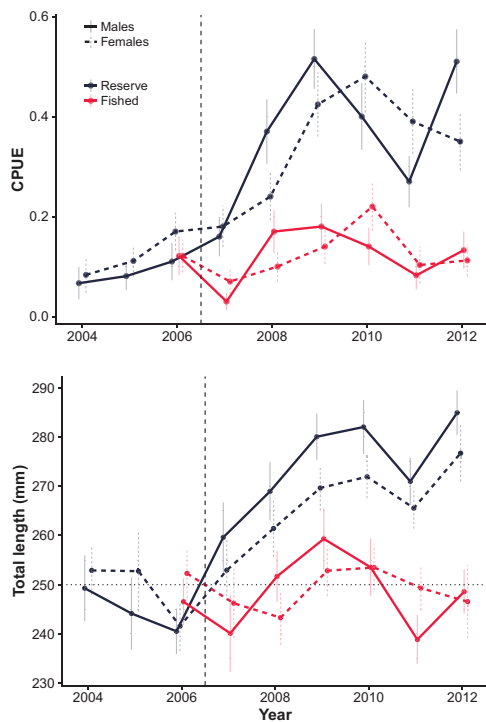 0.6
Males
Females
Reserve
Fished
0.4
CPUE
0.2
0.0
2004 2006 2008 2010 2012
290
280
270
Total length (mm)
260
250
240
230
2004 2006 2008 2010 2012
Year